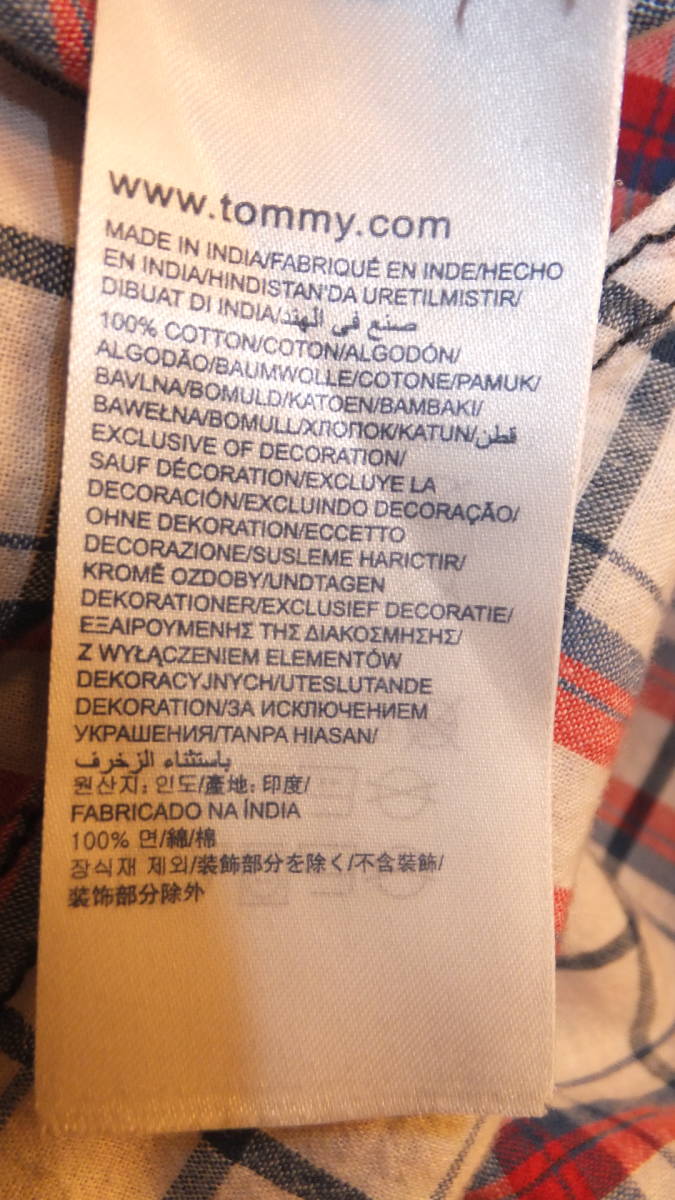 www.tommy.com
MADE IN INDIA/FABRIQUÉ EN INDE/HECHO
EN INDIA/HINDISTAN'DA URETILMISTIR/
DIBUAT DI INDIA/صنع في الهند
100% COTTON/COTON/ALGODÓN/
ALGODÃO/BAUMWOLLE/COTONE/PAMUK/
BAVLNA/BOMULD/KATOEN/BAMBAKI/
BAWEŁNA/BOMULL/ХЛОПОК/KATUN/قطن
EXCLUSIVE OF DECORATION/
SAUF DÉCORATION/EXCLUYE LA
DECORACIÓN/EXCLUINDO DECORAÇÃO/
OHNE DEKORATION/ECCETTO
DECORAZIONE/SUSLEME HARICTIR/
KROMĚ OZDOBY/UNDTAGEN
DEKORATIONER/EXCLUSIEF DECORATIE/
ΕΞΑΙΡΟΥΜΕΝΗΣ ΤΗΣ ΔΙΑΚΟΣΜΗΣΗΣ/
Z WYŁĄCZENIEM ELEMENTÓW
DEKORACYJNYCH/UTESLUTANDE
DEKORATION/ЗА ИСКЛЮЧЕНИЕМ
УКРАШЕНИЯ/TANPA HIASAN/
باستثناء الزخرف
원산지: 인도/產地: 印度/
FABRICADO NA ÍNDIA
100% 면/綿/棉
장식재 제외/装飾部分を除く/不含裝飾/
装饰部分除外